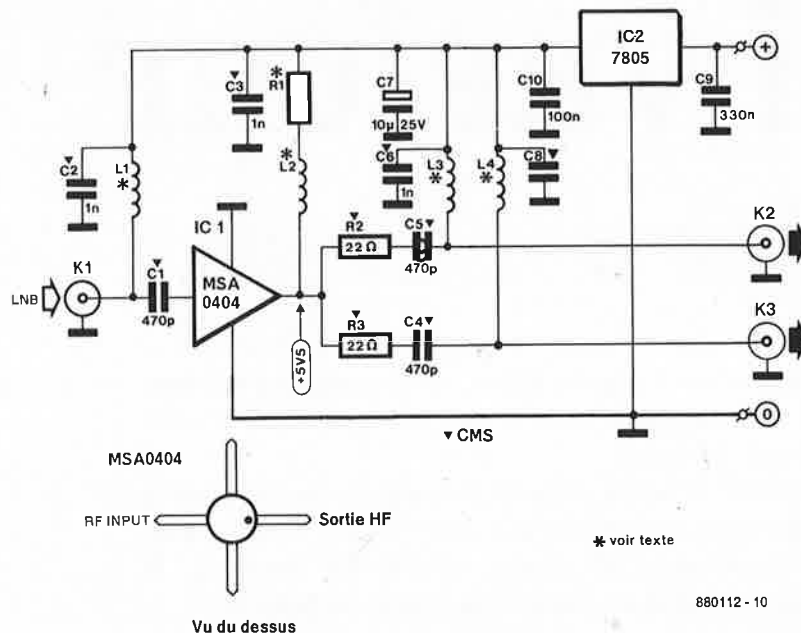 IC2
7805
+
C3
1n
* R1
C7
10µ 25V
C10
100n
C9
330n
C2
1n
L1
*
* L2
C6
1n
L3
*
L4
*
C8
IC 1
K1
LNB
C1
470p
MSA
0404
R2
22 Ω
C5
470p
K2
R3
22 Ω
C4
470p
K3
+5V5
0
▼ CMS
MSA0404
RF INPUT
Sortie HF
* voir texte
880112 - 10
Vu du dessus